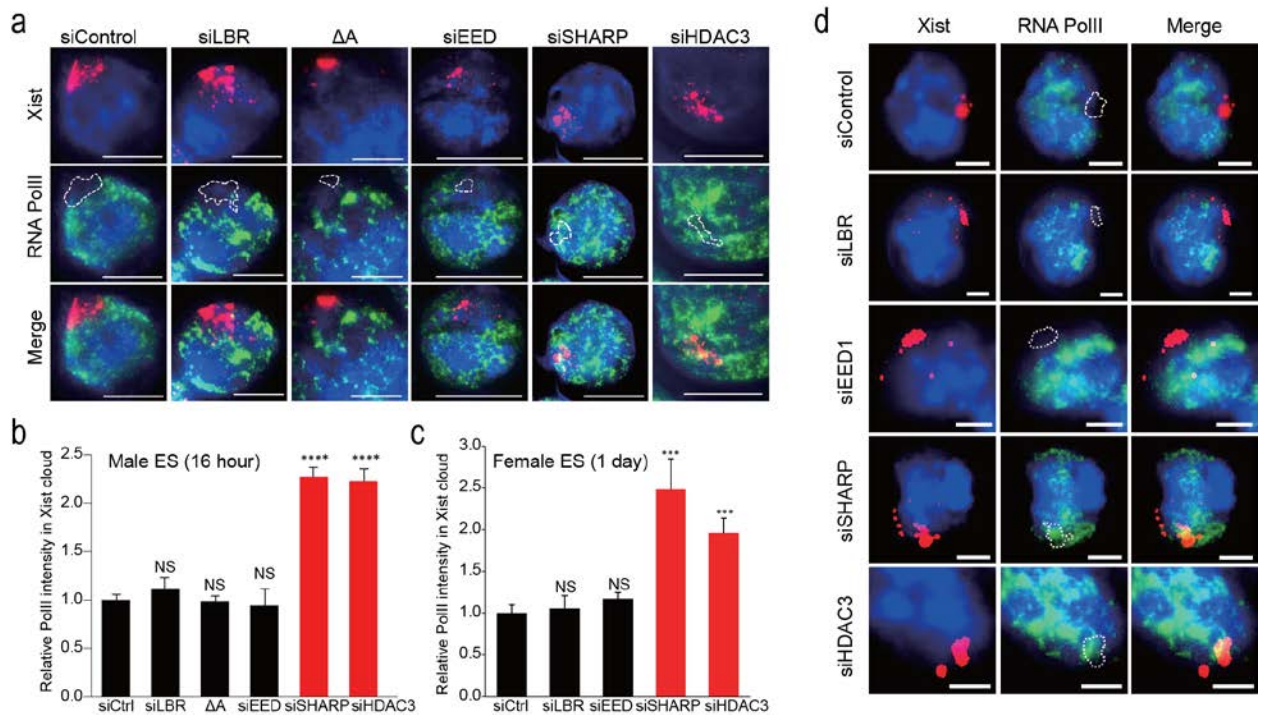 a
siControl siLBR ΔA siEED siSHARP siHDAC3
Xist
RNA PolII
Merge
b
Male ES (16 hour)
Relative PolII intensity in Xist cloud
2.5
2.0
1.5
1.0
0.5
0.0
NS NS NS **** ****
siCtrl siLBR ΔA siEED siSHARP siHDAC3
c
Female ES (1 day)
Relative PolII intensity in Xist cloud
3.0
2.5
2.0
1.5
1.0
0.5
0.0
NS NS *** ***
siCtrl siLBR siEED siSHARP siHDAC3
d
Xist RNA PolII Merge
siControl
siLBR
siEED1
siSHARP
siHDAC3